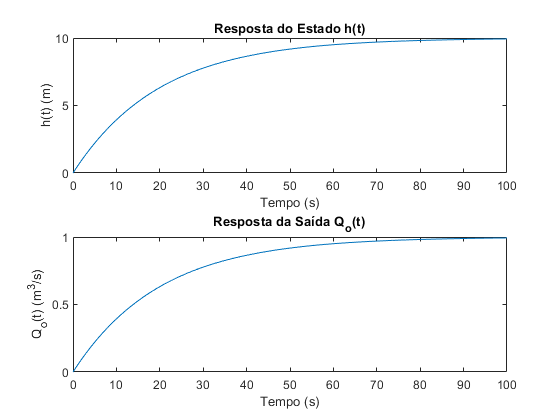 Resposta do Estado h(t)
10
5
0
h(t) (m)
0 10 20 30 40 50 60 70 80 90 100
Tempo (s)
Resposta da Saída Qo(t)
1
0.5
0
Qo(t) (m3/s)
0 10 20 30 40 50 60 70 80 90 100
Tempo (s)